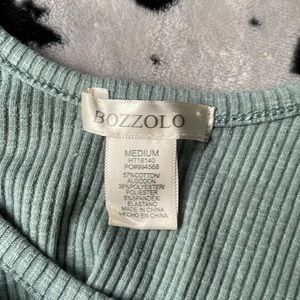 BOZZOLO
MEDIUM
HT18140
PO#994568
57%COTTON/
ALGODON
38%POLYESTER/
POLIESTER
5%SPANDEX/
ELASTANO
MADE IN CHINA
HECHO EN CHINA